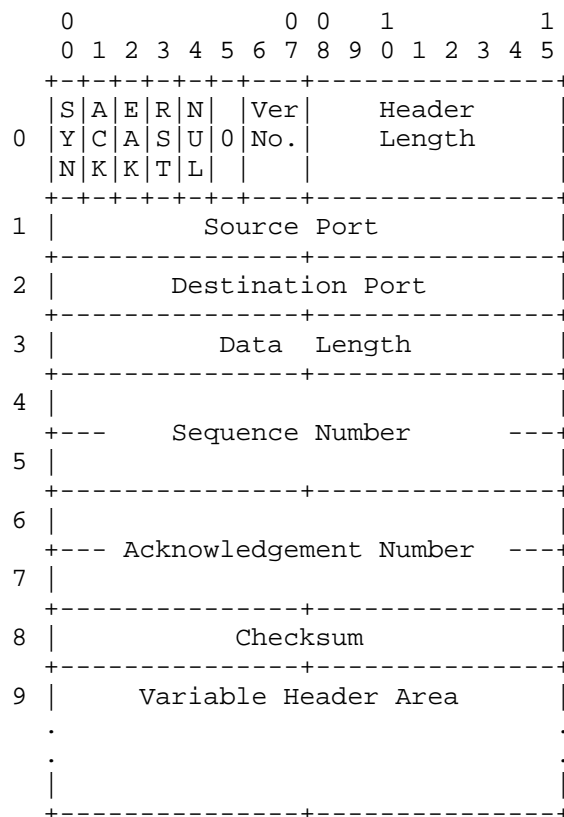 0             0 0   1         1
 0 1 2 3 4 5 6 7 8 9 0 1 2 3 4 5
+-+-+-+-+-+-+---+---------------+
|S|A|E|R|N| |Ver|    Header     |
0 |Y|C|A|S|U|0|No.|    Length     |
|N|K|K|T|L| |   |               |
+-+-+-+-+-+-+---+---------------+
1 |         Source Port           |
+---------------+---------------+
2 |       Destination Port        |
+---------------+---------------+
3 |          Data  Length         |
+---------------+---------------+
4 |                               |
+---    Sequence Number      ---+
5 |                               |
+---------------+---------------+
6 |                               |
+--- Acknowledgement Number  ---+
7 |                               |
+---------------+---------------+
8 |           Checksum            |
+---------------+---------------+
9 |     Variable Header Area      |
.                               .
.                               .
|                               |
+---------------+---------------+